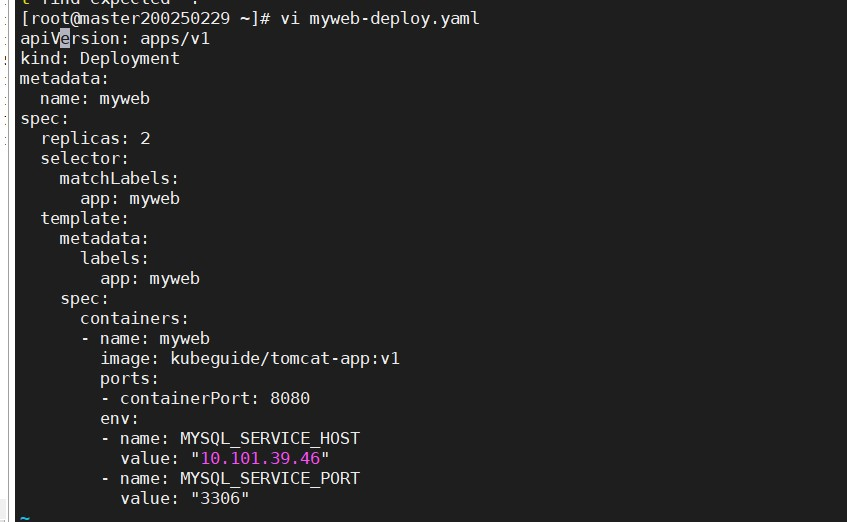 [root@master200250229 ~]# vi myweb-deploy.yaml
apiVersion: apps/v1
kind: Deployment
metadata:
  name: myweb
spec:
  replicas: 2
  selector:
    matchLabels:
      app: myweb
  template:
    metadata:
      labels:
        app: myweb
    spec:
      containers:
      - name: myweb
        image: kubeguide/tomcat-app:v1
        ports:
        - containerPort: 8080
        env:
        - name: MYSQL_SERVICE_HOST
          value: "10.101.39.46"
        - name: MYSQL_SERVICE_PORT
          value: "3306"
~